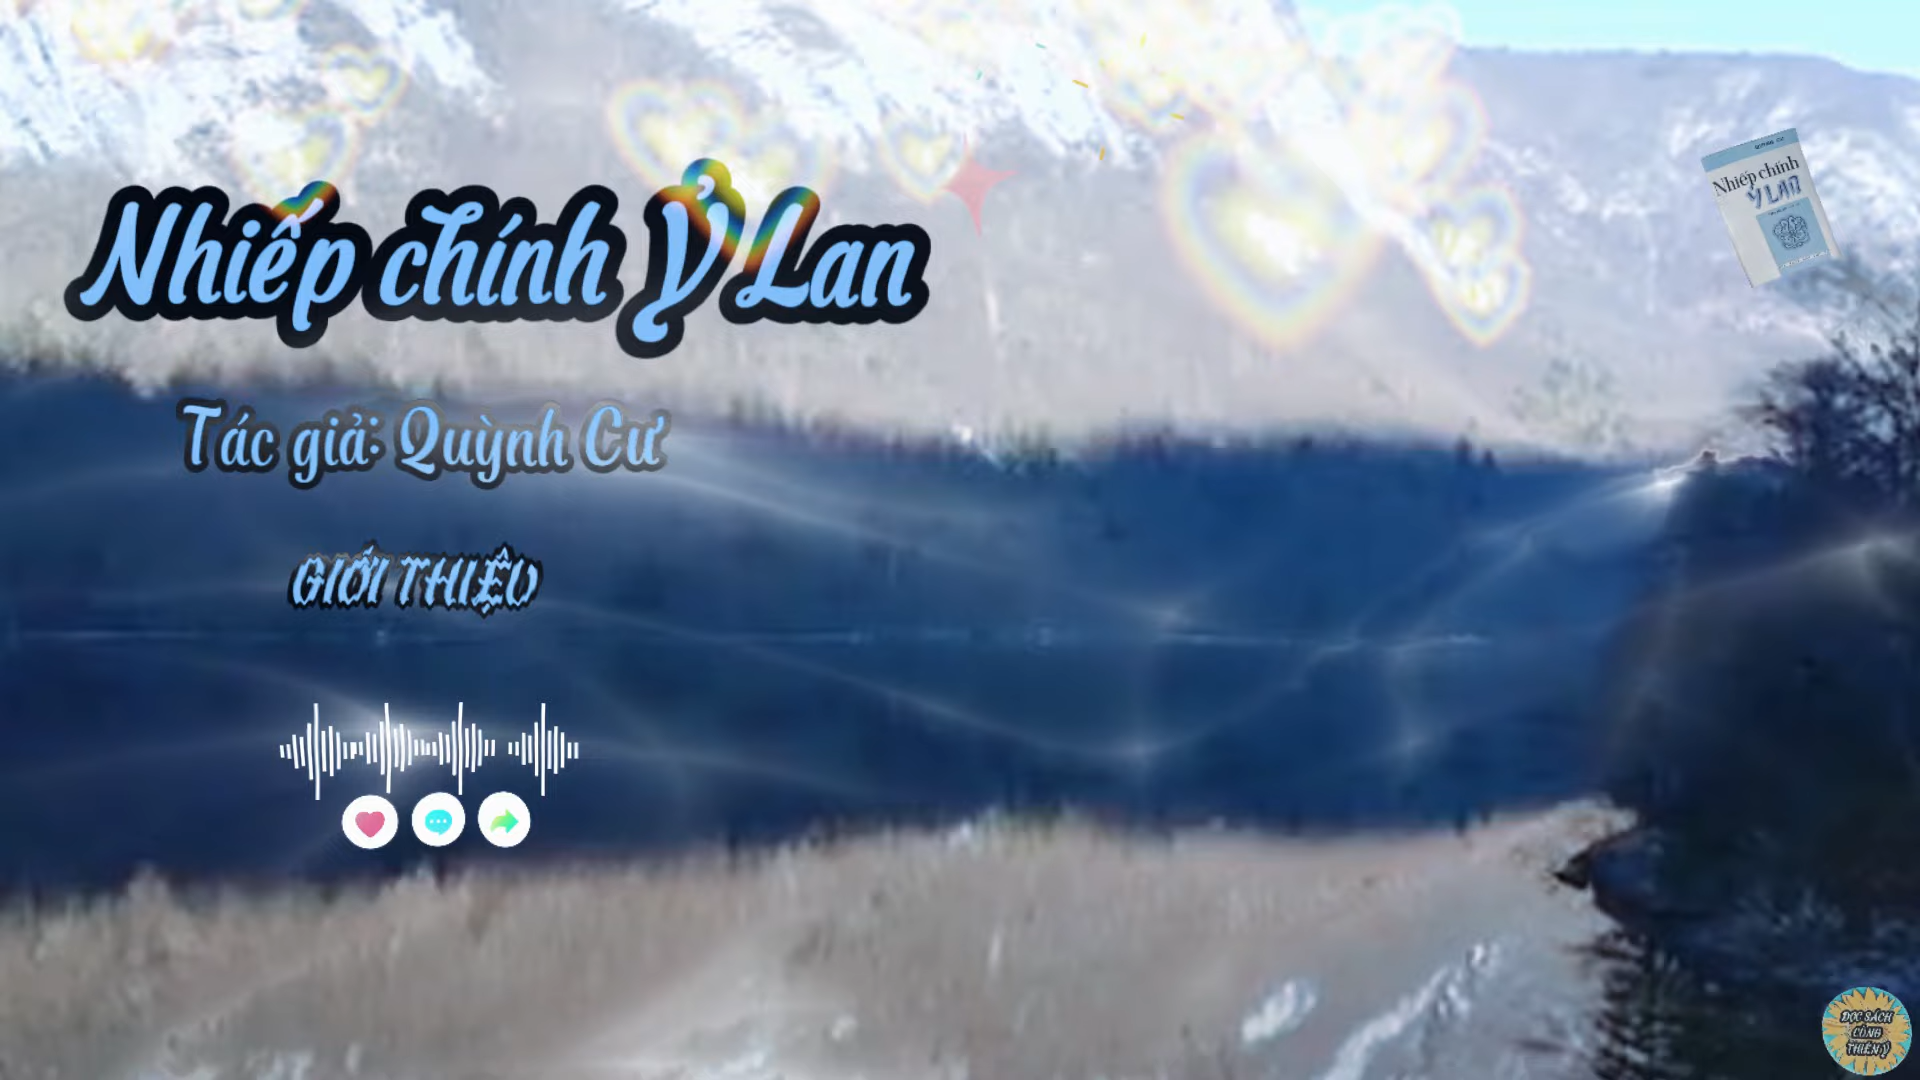 Nhiếp chính Ỷ Lan
Tác giả: Quỳnh Cư
GIỚI THIỆU
Nhiếp chính
Ỷ LAN
ĐỌC SÁCH
CÙNG
THIÊN Ý